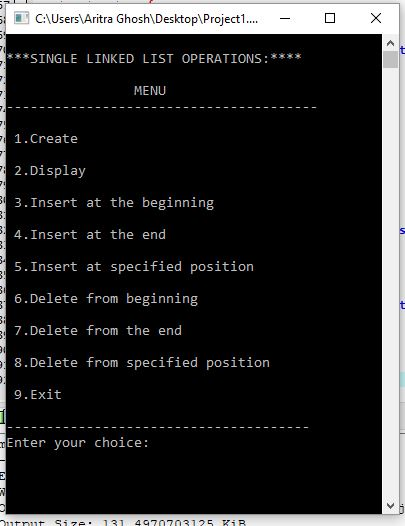 C:\Users\Aritra Ghosh\Desktop\Project1....
***SINGLE LINKED LIST OPERATIONS:****
MENU
---------------------------------------
1.Create
2.Display
3.Insert at the beginning
4.Insert at the end
5.Insert at specified position
6.Delete from beginning
7.Delete from the end
8.Delete from specified position
9.Exit
--------------------------------------
Enter your choice:
Output Size: 131.4970703125 KiB